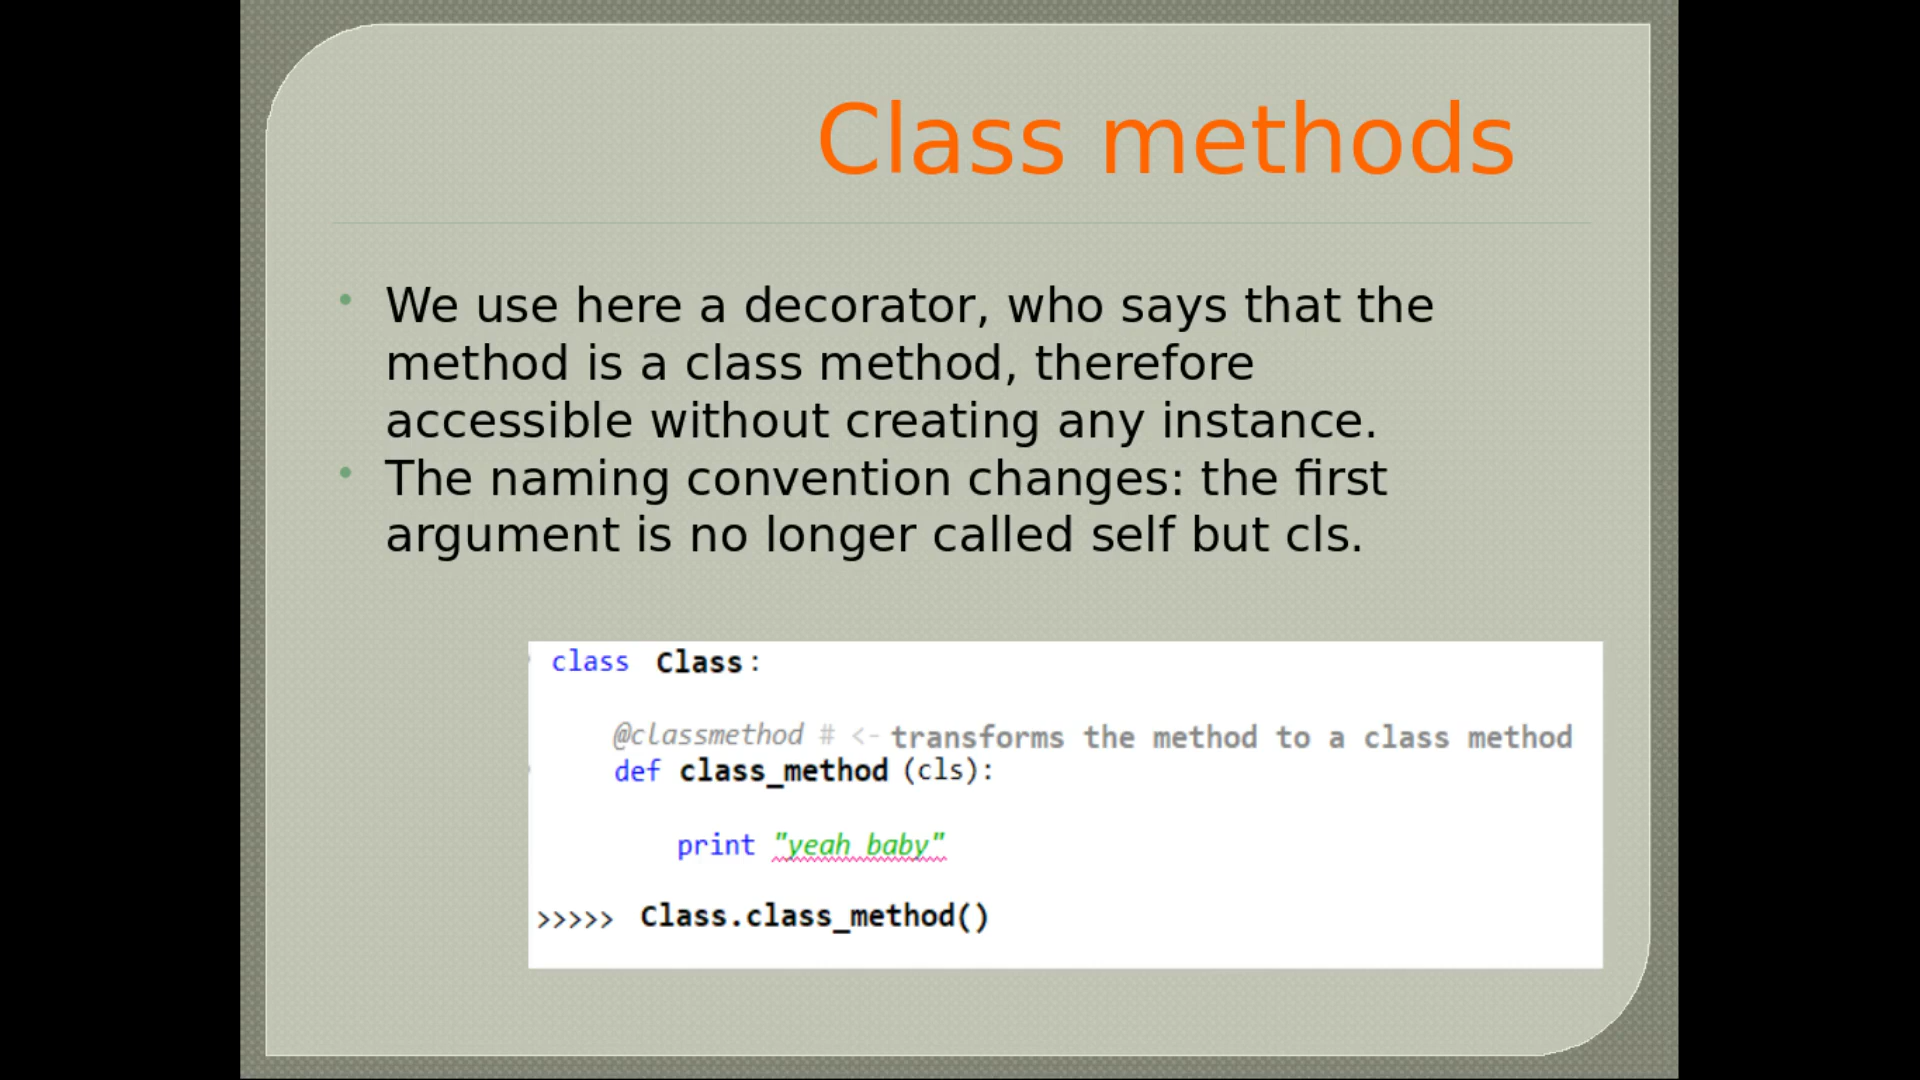 Class methods
• We use here a decorator, who says that the
method is a class method, therefore
accessible without creating any instance.
• The naming convention changes: the first
argument is no longer called self but cls.
class Class:
@classmethod # <- transforms the method to a class method
def class_method (cls):
print "yeah baby"
>>>>> Class.class_method()